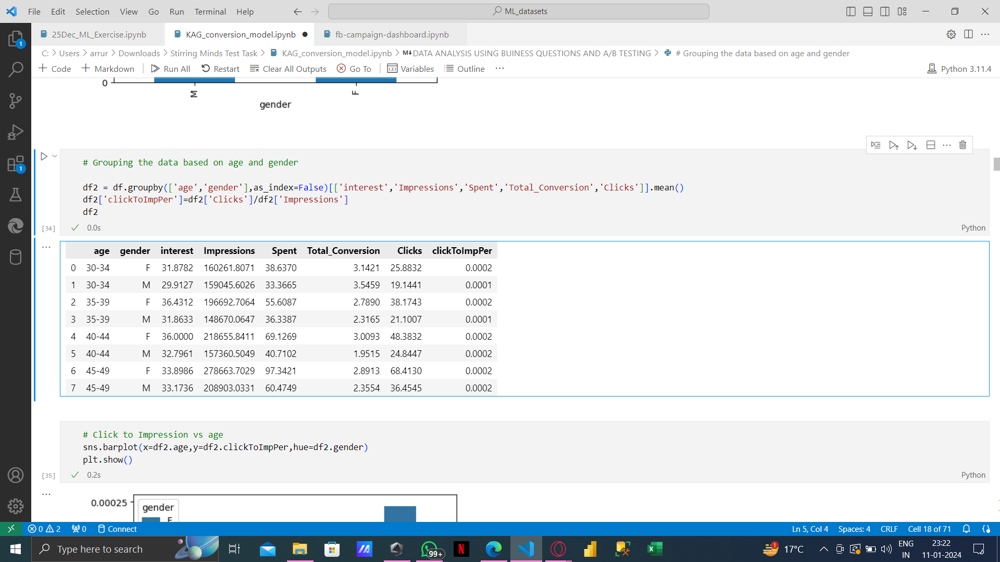 File Edit Selection View Go Run Terminal Help ML_datasets
25Dec_ML_Exercise.ipynb KAG_conversion_model.ipynb fb-campaign-dashboard.ipynb
C: > Users > arrur > Downloads > Stirring Minds Test Task > KAG_conversion_model.ipynb > M↓DATA ANALYSIS USING BUINESS QUESTIONS AND A/B TESTING > # Grouping the data based on age and gender
+ Code + Markdown Run All Restart Clear All Outputs Go To Variables Outline ... Python 3.11.4
0
M F
gender
# Grouping the data based on age and gender
df2 = df.groupby(['age','gender'],as_index=False)[['interest','Impressions','Spent','Total_Conversion','Clicks']].mean()
df2['clickToImpPer']=df2['Clicks']/df2['Impressions']
df2
[34] 0.0s Python
age gender interest Impressions Spent Total_Conversion Clicks clickToImpPer
0 30-34 F 31.8782 160261.8071 38.6370 3.1421 25.8832 0.0002
1 30-34 M 29.9127 159045.6026 33.3665 3.5459 19.1441 0.0001
2 35-39 F 36.4312 196692.7064 55.6087 2.7890 38.1743 0.0002
3 35-39 M 31.8633 148670.0647 36.3387 2.3165 21.1007 0.0001
4 40-44 F 36.0000 218655.8411 69.1269 3.0093 48.3832 0.0002
5 40-44 M 32.7961 157360.5049 40.7102 1.9515 24.8447 0.0002
6 45-49 F 33.8986 278663.7029 97.3421 2.8913 68.4130 0.0002
7 45-49 M 33.1736 208903.0331 60.4749 2.3554 36.4545 0.0002
# Click to Impression vs age
sns.barplot(x=df2.age,y=df2.clickToImpPer,hue=df2.gender)
plt.show()
[35] 0.2s Python
0.00025
gender
F
0 2 0 Connect Ln 5, Col 4 Spaces: 4 CRLF Cell 18 of 71
Type here to search 99+ 1 17°C ENG 23:22
IN 11-01-2024